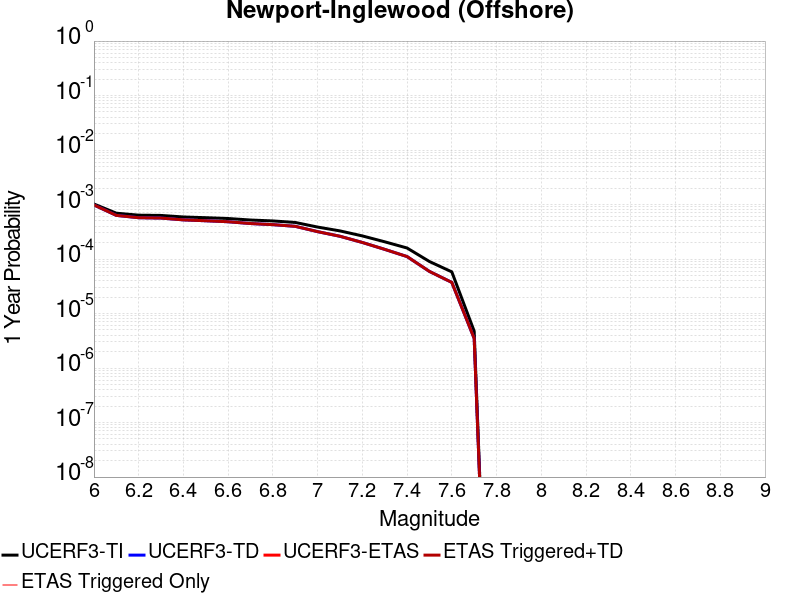 Newport-Inglewood (Offshore)
10^0
10^-1
10^-2
10^-3
10^-4
10^-5
10^-6
10^-7
10^-8
1 Year Probability
6 6.2 6.4 6.6 6.8 7 7.2 7.4 7.6 7.8 8 8.2 8.4 8.6 8.8 9
Magnitude
UCERF3-TI UCERF3-TD UCERF3-ETAS ETAS Triggered+TD
ETAS Triggered Only